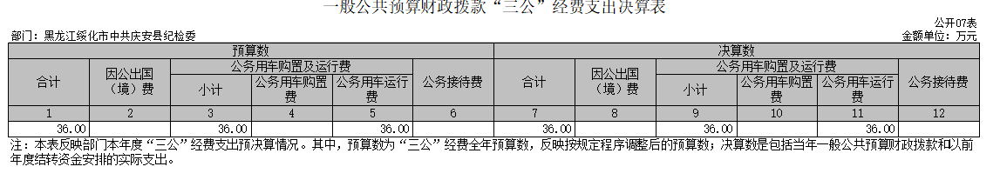 一般公共预算财政拨款“三公”经费支出决算表
公开07表
部门：黑龙江绥化市中共庆安县纪检委 金额单位：万元
预算数 决算数
合计 因公出国（境）费 公务用车购置及运行费 公务接待费 合计 因公出国（境）费 公务用车购置及运行费 公务接待费
小计 公务用车购置费 公务用车运行费 小计 公务用车购置费 公务用车运行费
1 2 3 4 5 6 7 8 9 10 11 12
36.00 36.00 36.00 36.00 36.00 36.00
注：本表反映部门本年度“三公”经费支出预决算情况。其中，预算数为“三公”经费全年预算数，反映按规定程序调整后的预算数；决算数是包括当年一般公共预算财政拨款和以前
年度结转资金安排的实际支出。